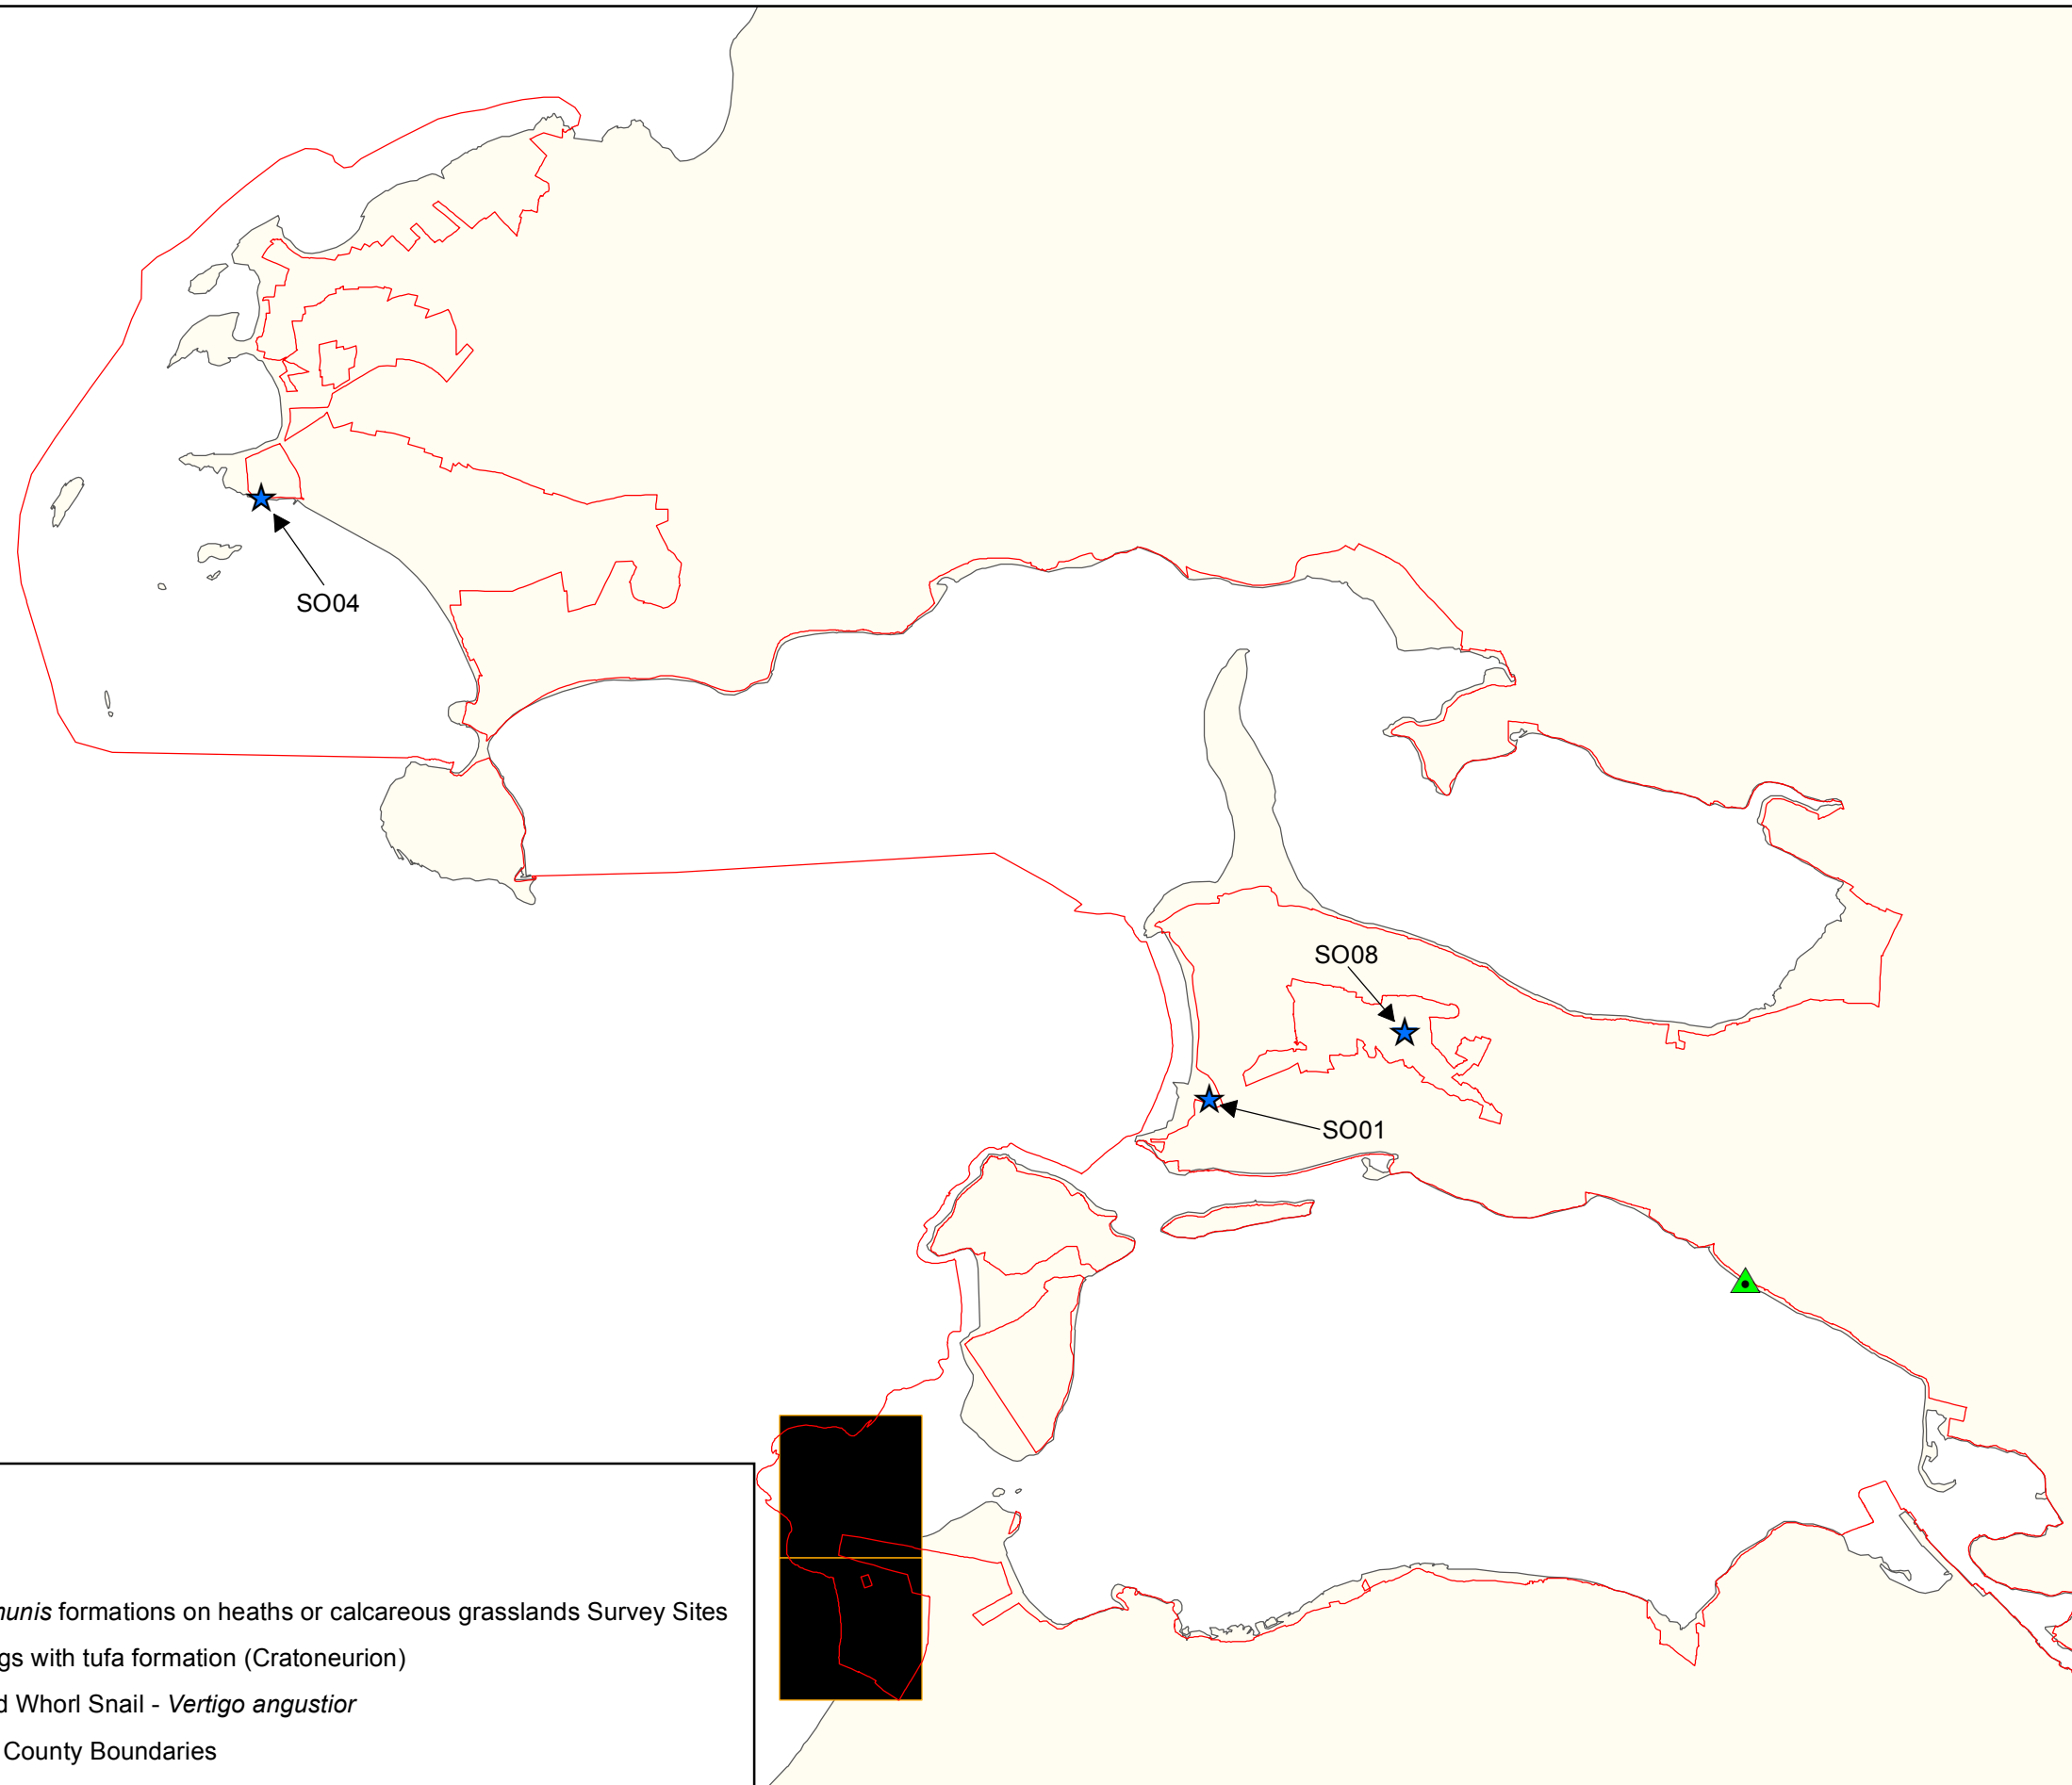 SO04
SO08
SO01
munis formations on heaths or calcareous grasslands Survey Sites
gs with tufa formation (Cratoneurion)
d Whorl Snail - Vertigo angustior
County Boundaries